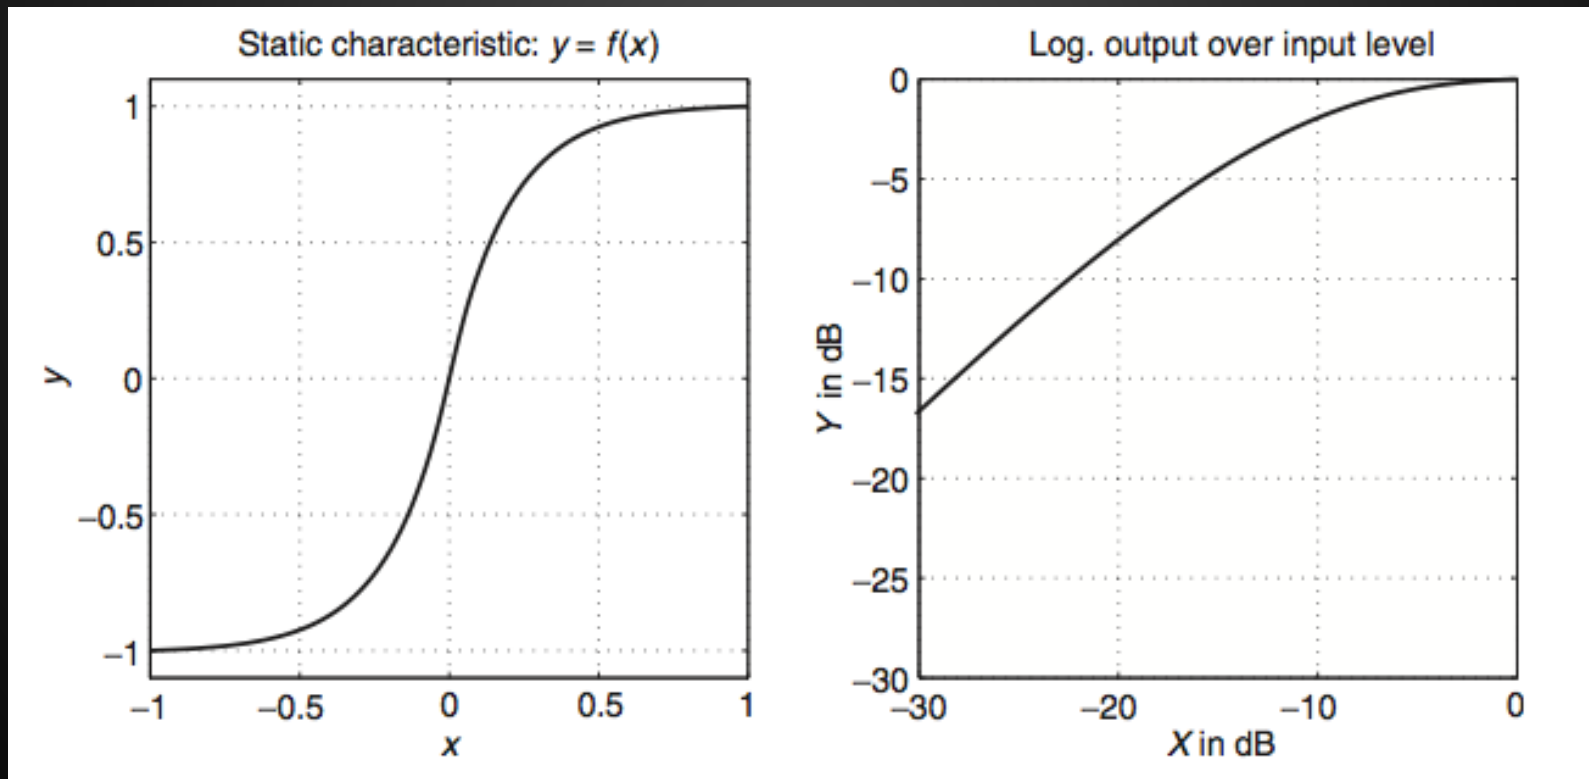 Static characteristic: y = f(x)
1
0.5
0
−0.5
−1
y
−1 −0.5 0 0.5 1
x
Log. output over input level
0
−5
−10
−15
−20
−25
−30
Y in dB
−30 −20 −10 0
X in dB